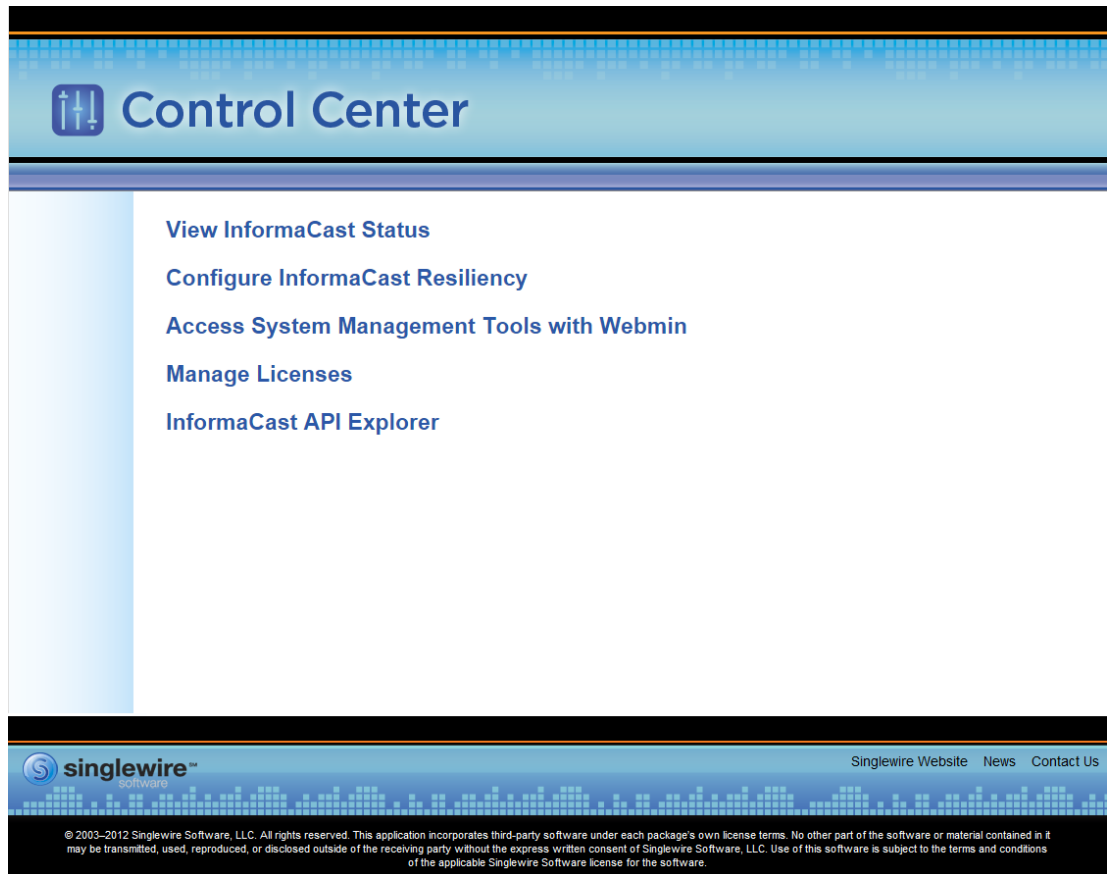 Control Center
View InformaCast Status
Configure InformaCast Resiliency
Access System Management Tools with Webmin
Manage Licenses
InformaCast API Explorer
singlewire℠
software
Singlewire Website News Contact Us
© 2003–2012 Singlewire Software, LLC. All rights reserved. This application incorporates third-party software under each package's own license terms. No other part of the software or material contained in it
may be transmitted, used, reproduced, or disclosed outside of the receiving party without the express written consent of Singlewire Software, LLC. Use of this software is subject to the terms and conditions
of the applicable Singlewire Software license for the software.